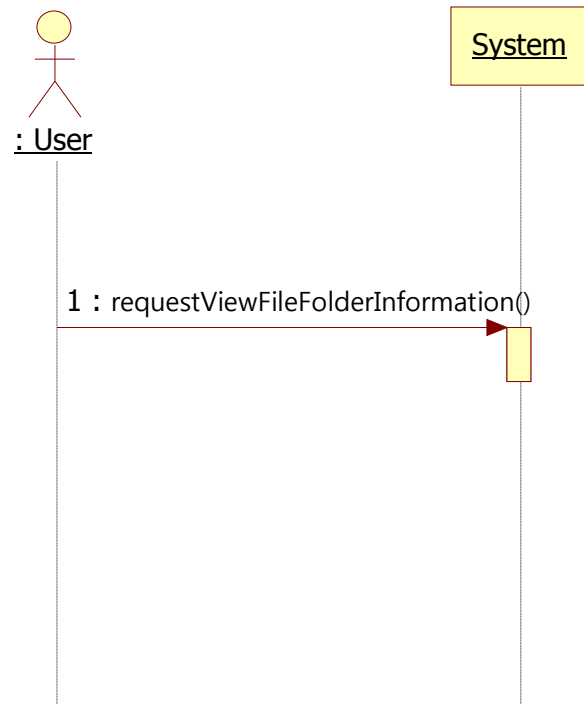 System
: User
1 : requestViewFileFolderInformation()